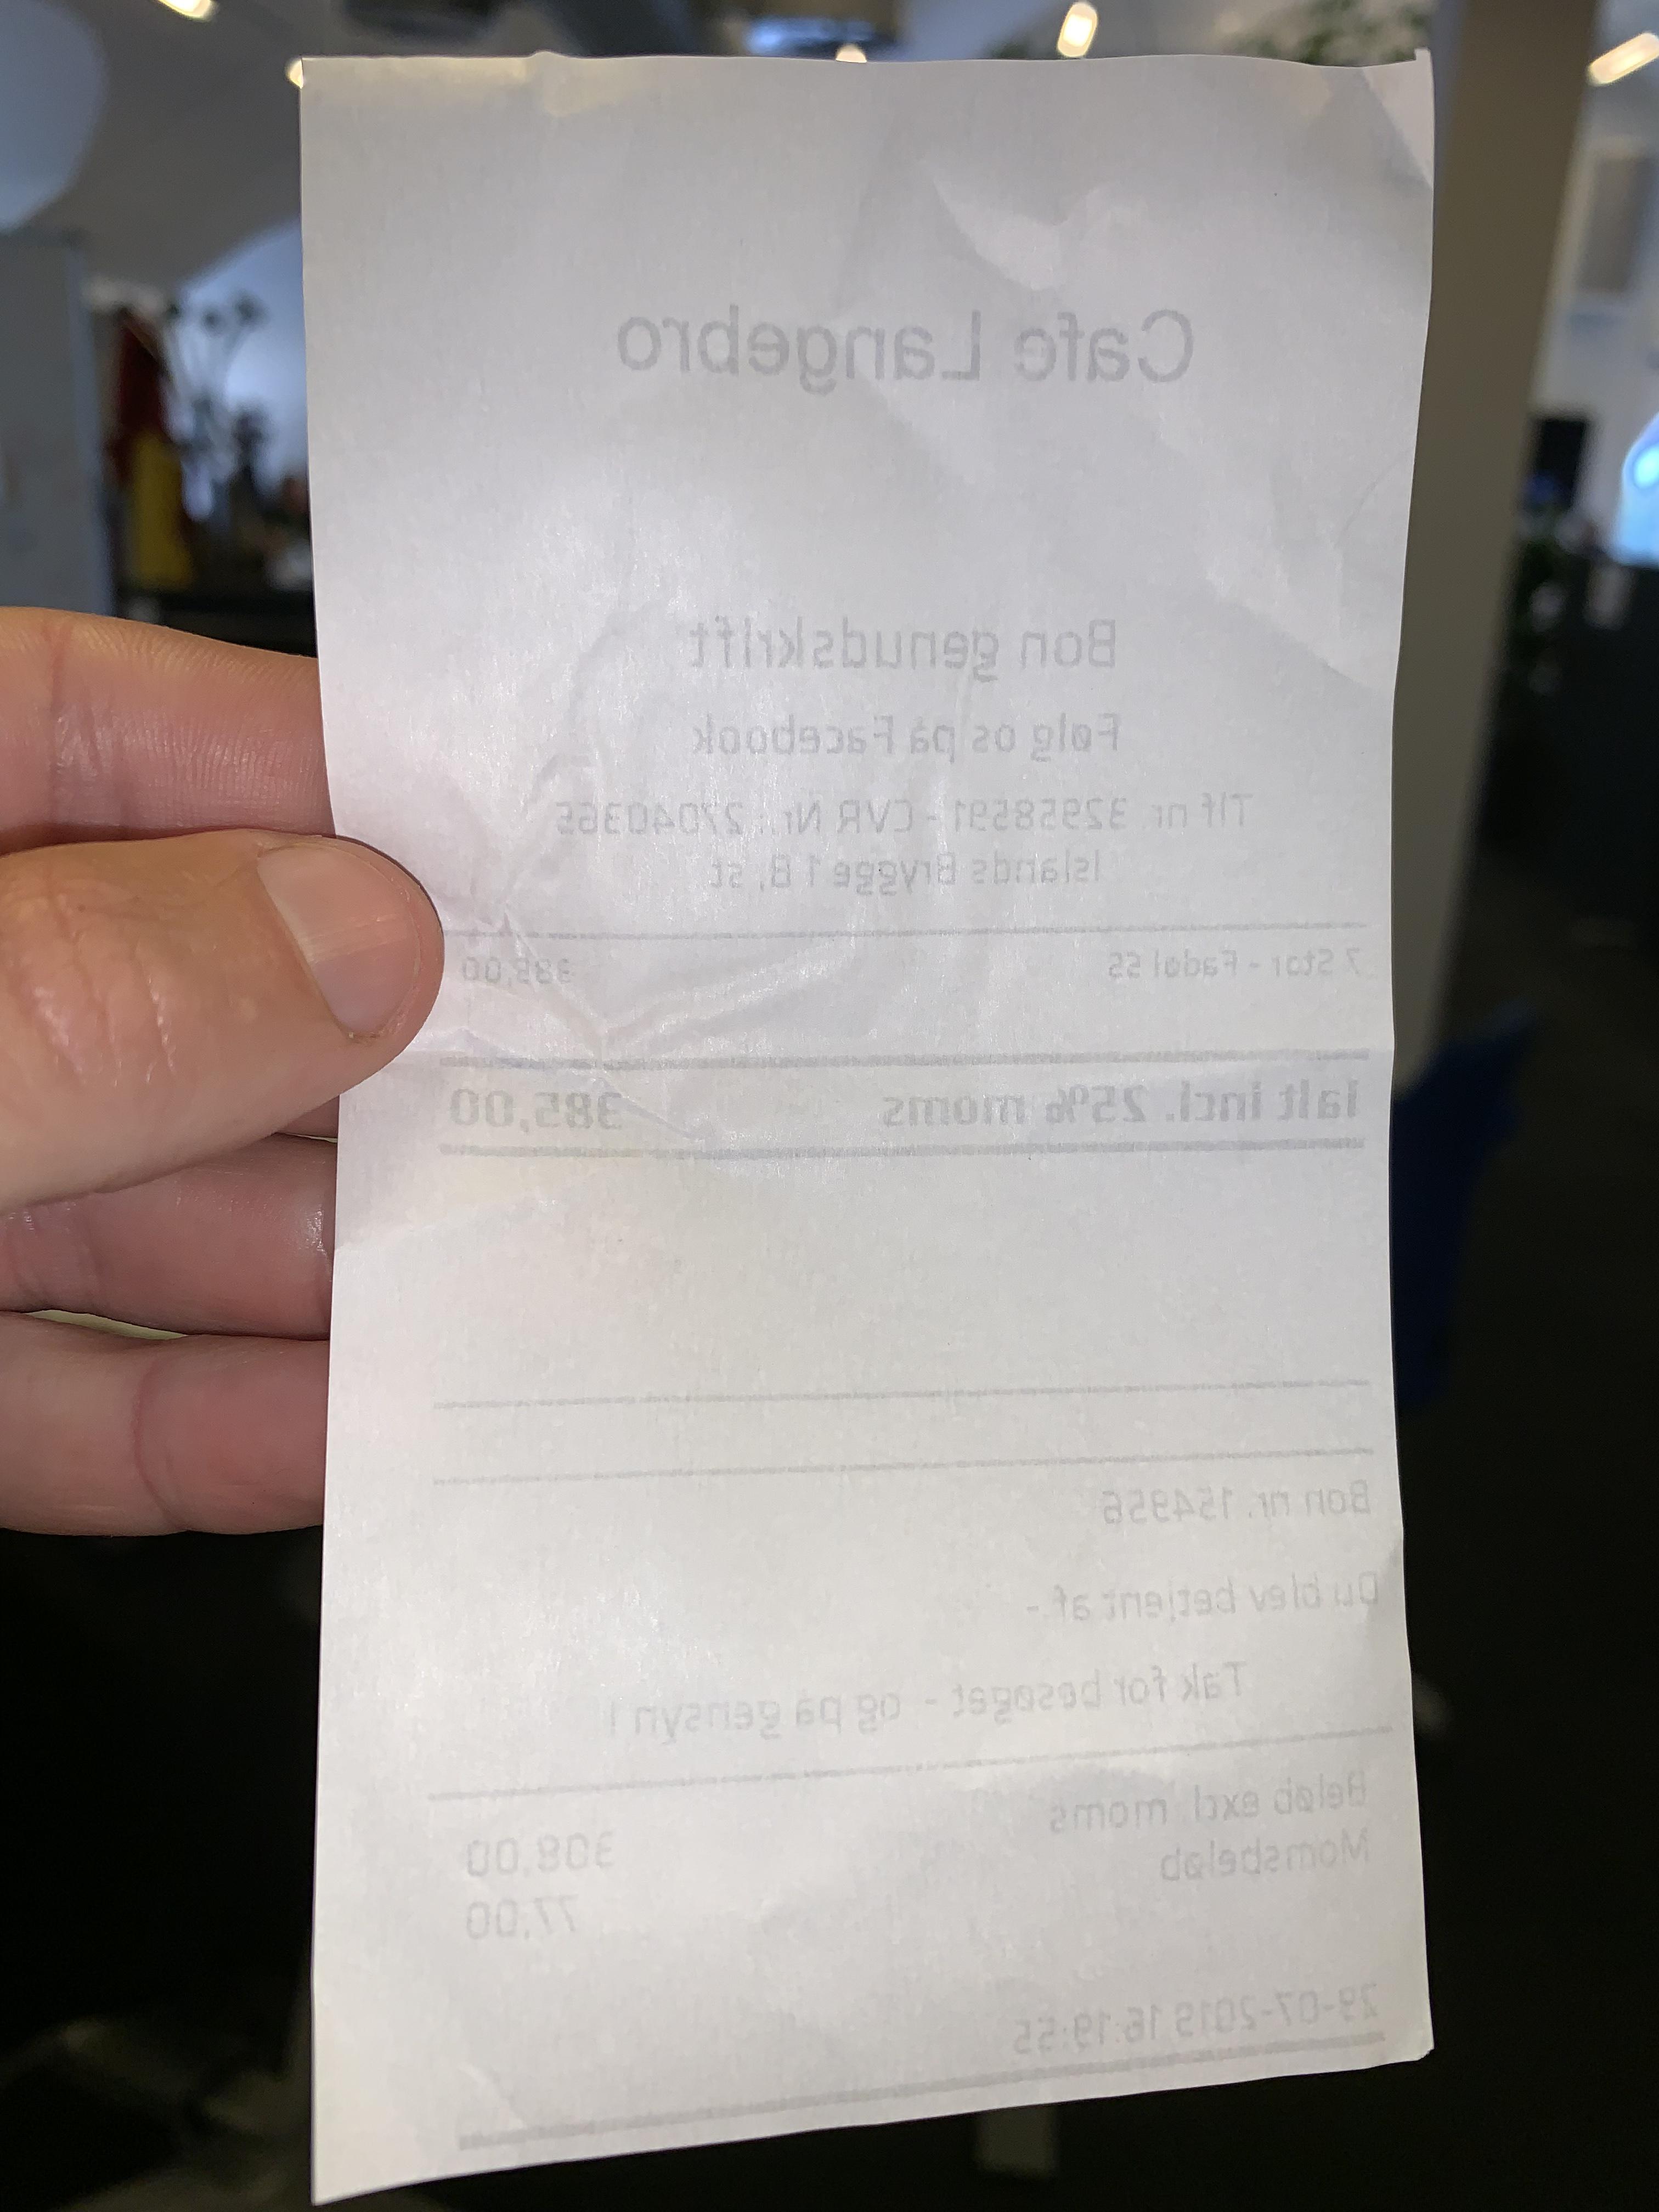 Cafe Langebro
Bon genudskrift
Følg os på Facebook
Tlf nr. 32958591 - CVR Nr.: 27040365
Islands Brygge 1 B, st
7 Stor - Fadøl 55 385,00
Ialt incl. 25% moms 385,00
Bon nr. 154956
Du blev betjent af -
Tak for besøget - og på gensyn !
Beløb excl. moms 308,00
Momsbeløb 77,00
29-07-2019 16:19:55